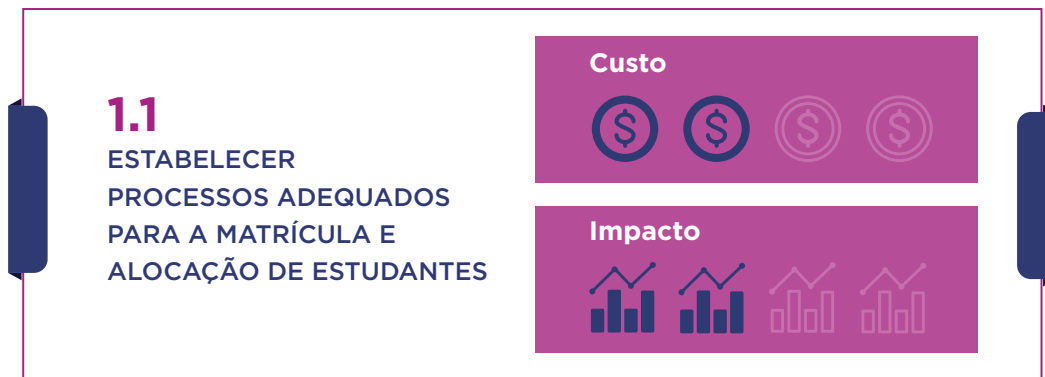 1.1
ESTABELECER
PROCESSOS ADEQUADOS
PARA A MATRÍCULA E
ALOCAÇÃO DE ESTUDANTES
Custo
$ $ $ $
Impacto